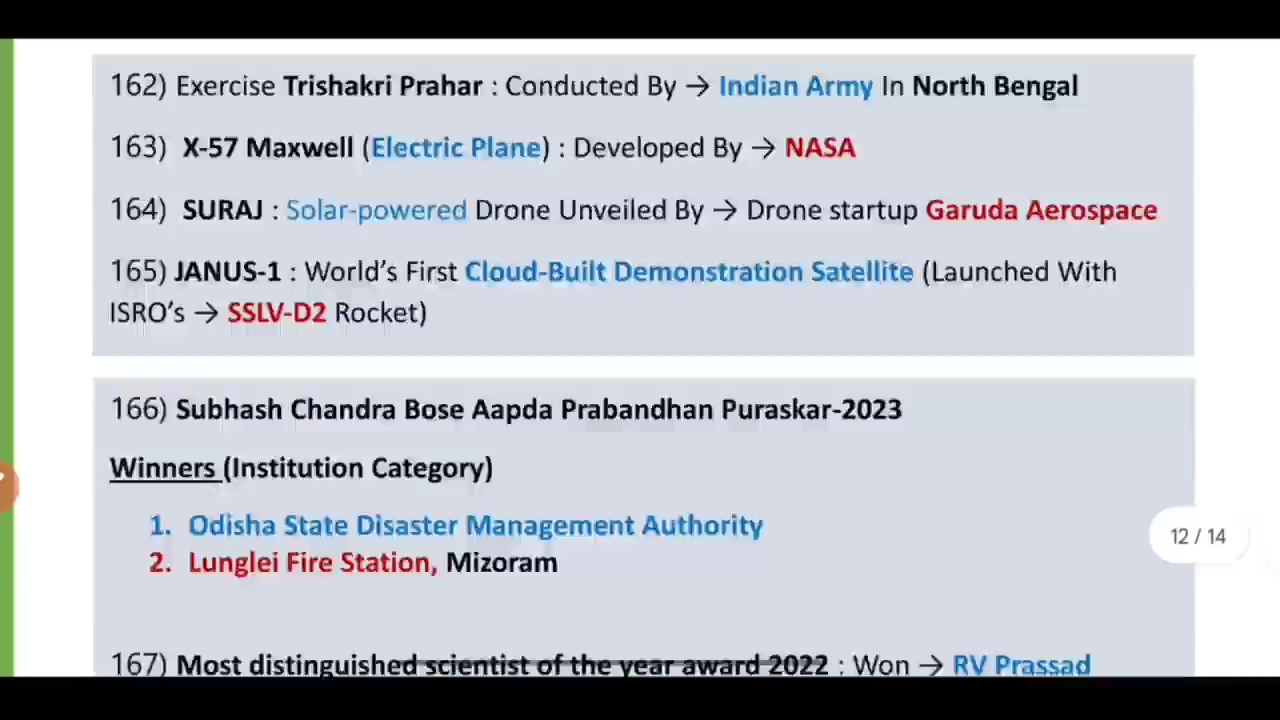 162) Exercise Trishakri Prahar : Conducted By → Indian Army In North Bengal
163) X-57 Maxwell (Electric Plane) : Developed By → NASA
164) SURAJ : Solar-powered Drone Unveiled By → Drone startup Garuda Aerospace
165) JANUS-1 : World's First Cloud-Built Demonstration Satellite (Launched With
ISRO's → SSLV-D2 Rocket)
166) Subhash Chandra Bose Aapda Prabandhan Puraskar-2023
Winners (Institution Category)
1. Odisha State Disaster Management Authority
2. Lunglei Fire Station, Mizoram
12 / 14
167) Most distinguished scientist of the year award 2022 : Won → RV Prassad